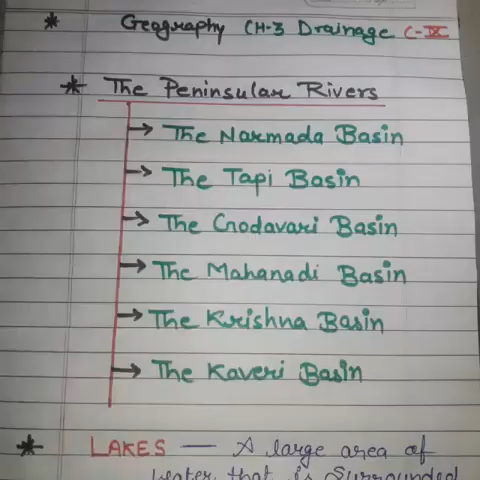 * Geography CH-3 Drainage C-IX
* The Peninsular Rivers
→ The Narmada Basin
→ The Tapi Basin
→ The Godavari Basin
→ The Mahanadi Basin
→ The Krishna Basin
→ The Kaveri Basin
* LAKES — A large area of
water that is surrounded